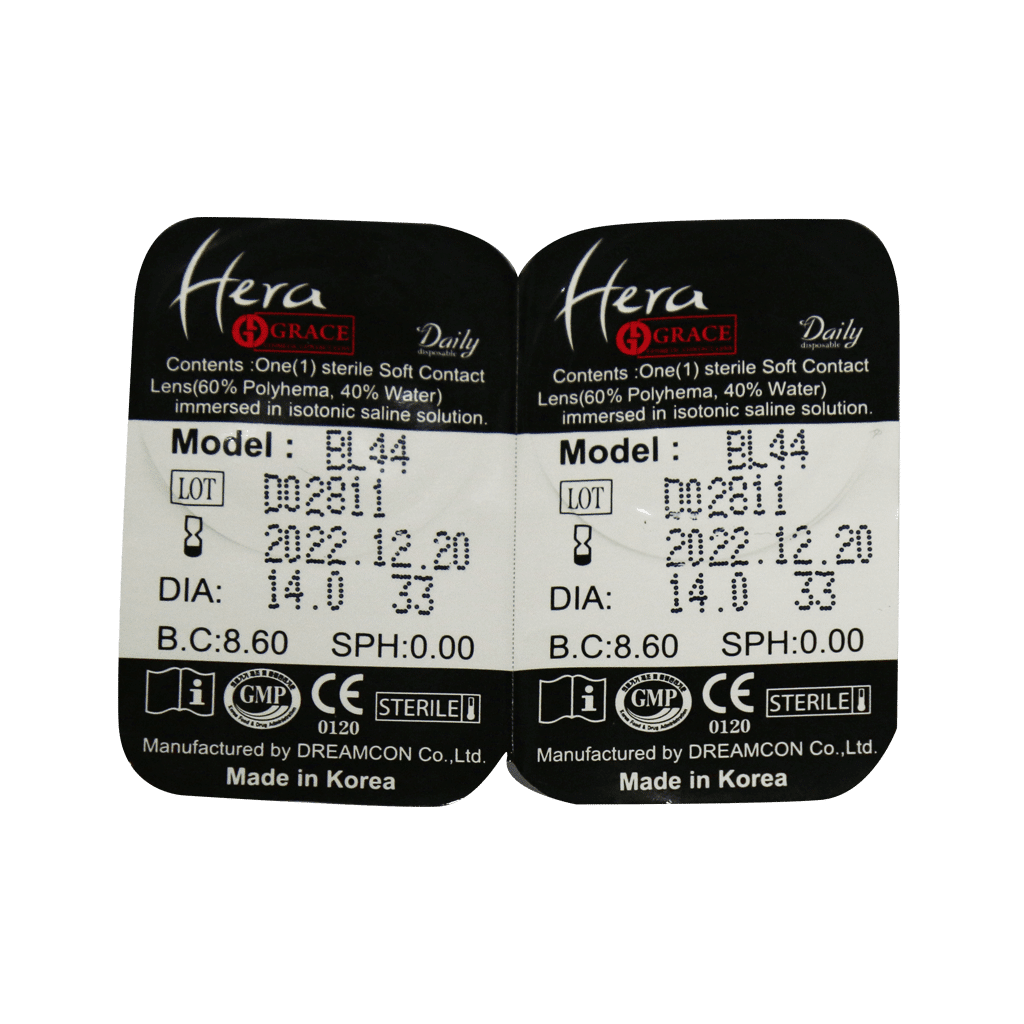 Hera
GRACE
Daily
disposable
Contents :One(1) sterile Soft Contact
Lens(60% Polyhema, 40% Water)
immersed in isotonic saline solution.
Model : BL44
LOT D02811
2022.12.20
DIA: 14.0 33
B.C:8.60 SPH:0.00
GMP
CE
0120
STERILE
Manufactured by DREAMCON Co.,Ltd.
Made in Korea
Hera
GRACE
Daily
disposable
Contents :One(1) sterile Soft Contact
Lens(60% Polyhema, 40% Water)
immersed in isotonic saline solution.
Model : BL44
LOT D02811
2022.12.20
DIA: 14.0 33
B.C:8.60 SPH:0.00
GMP
CE
0120
STERILE
Manufactured by DREAMCON Co.,Ltd.
Made in Korea